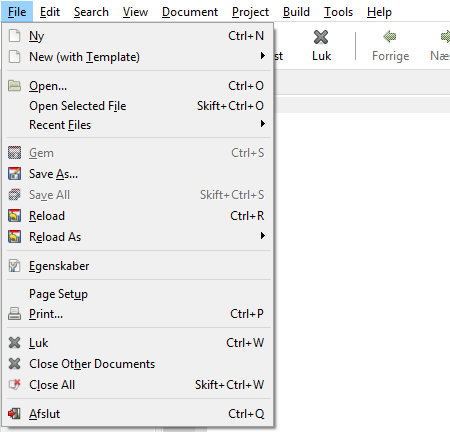 File Edit Search View Document Project Build Tools Help
Ny Ctrl+N
New (with Template)
st Luk Forrige Næ
Open... Ctrl+O
Open Selected File Skift+Ctrl+O
Recent Files
Gem Ctrl+S
Save As...
Save All Skift+Ctrl+S
Reload Ctrl+R
Reload As
Egenskaber
Page Setup
Print... Ctrl+P
Luk Ctrl+W
Close Other Documents
Close All Skift+Ctrl+W
Afslut Ctrl+Q